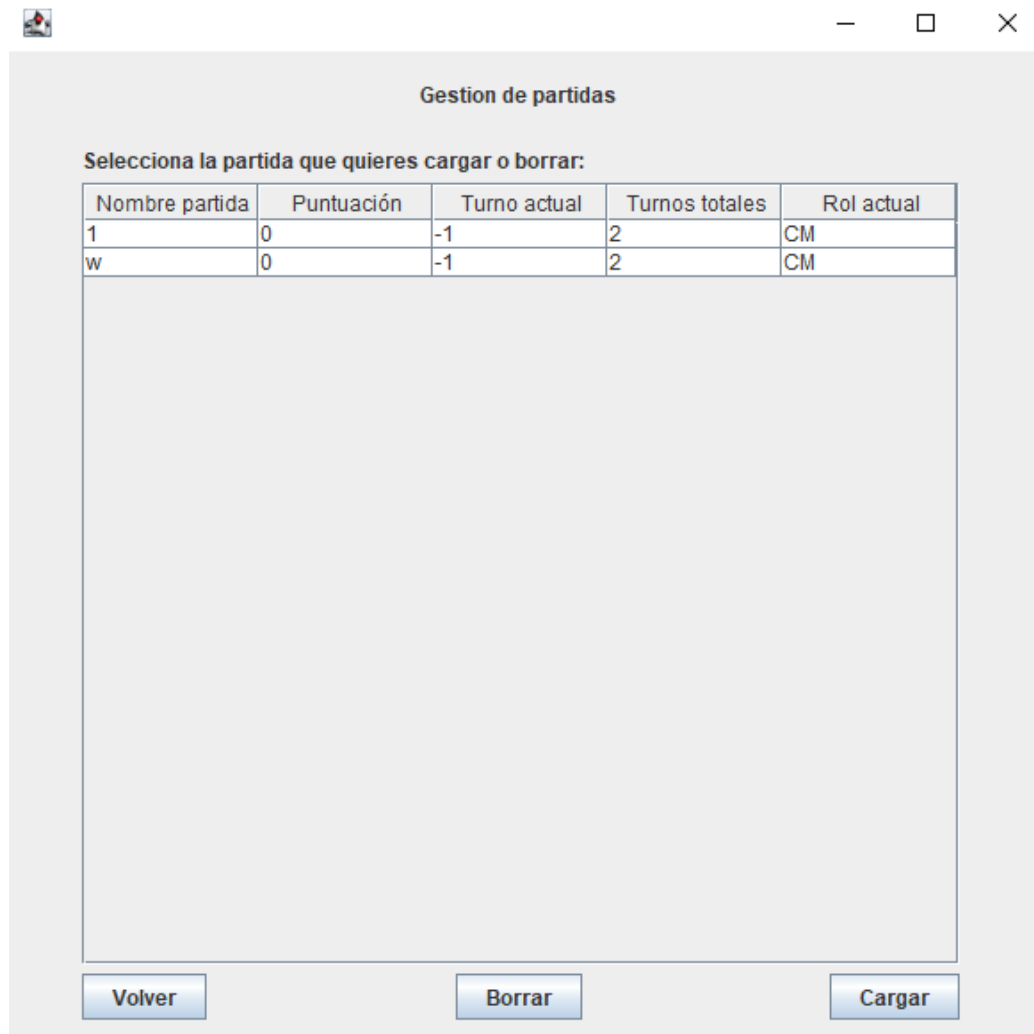 Gestion de partidas
Selecciona la partida que quieres cargar o borrar:
Nombre partida Puntuación Turno actual Turnos totales Rol actual
1 0 -1 2 CM
w 0 -1 2 CM
Volver Borrar Cargar